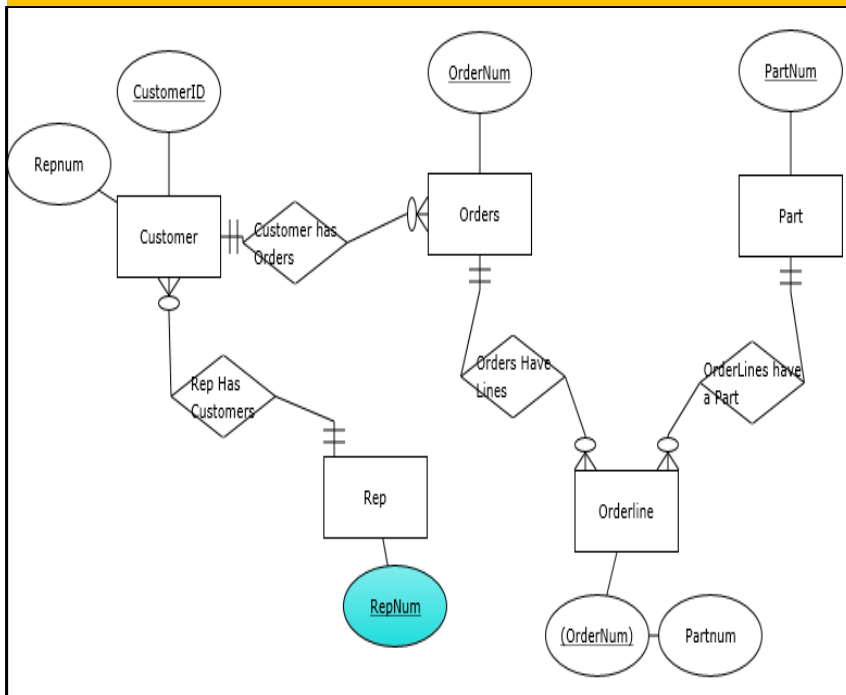 CustomerID
OrderNum
PartNum
Repnum
Customer
Customer has
Orders
Orders
Part
Rep Has
Customers
Orders Have
Lines
OrderLines have
a Part
Rep
Orderline
RepNum
(OrderNum)
Partnum